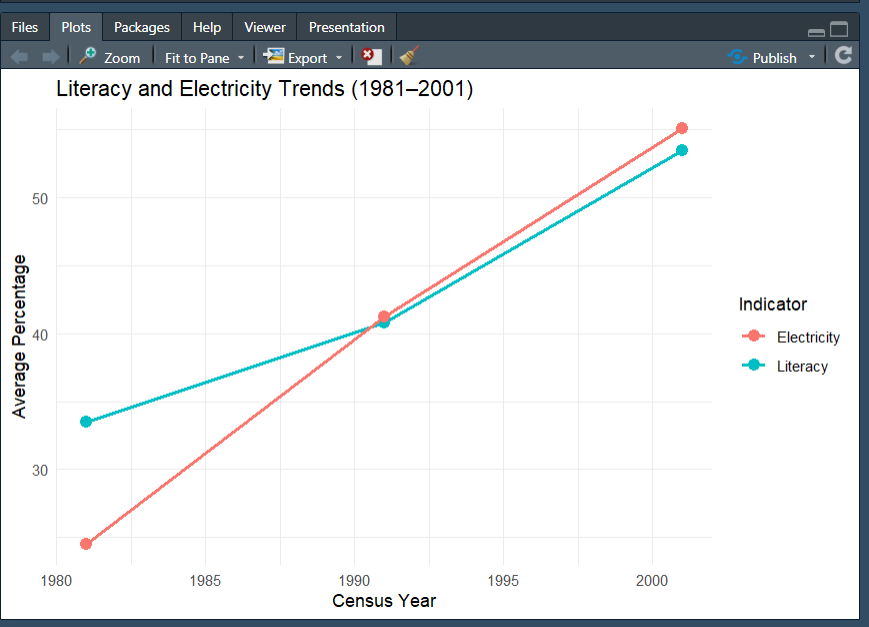 Files Plots Packages Help Viewer Presentation
Zoom Fit to Pane Export Publish
Literacy and Electricity Trends (1981–2001)
50
40
30
Average Percentage
1980 1985 1990 1995 2000
Census Year
Indicator
Electricity
Literacy